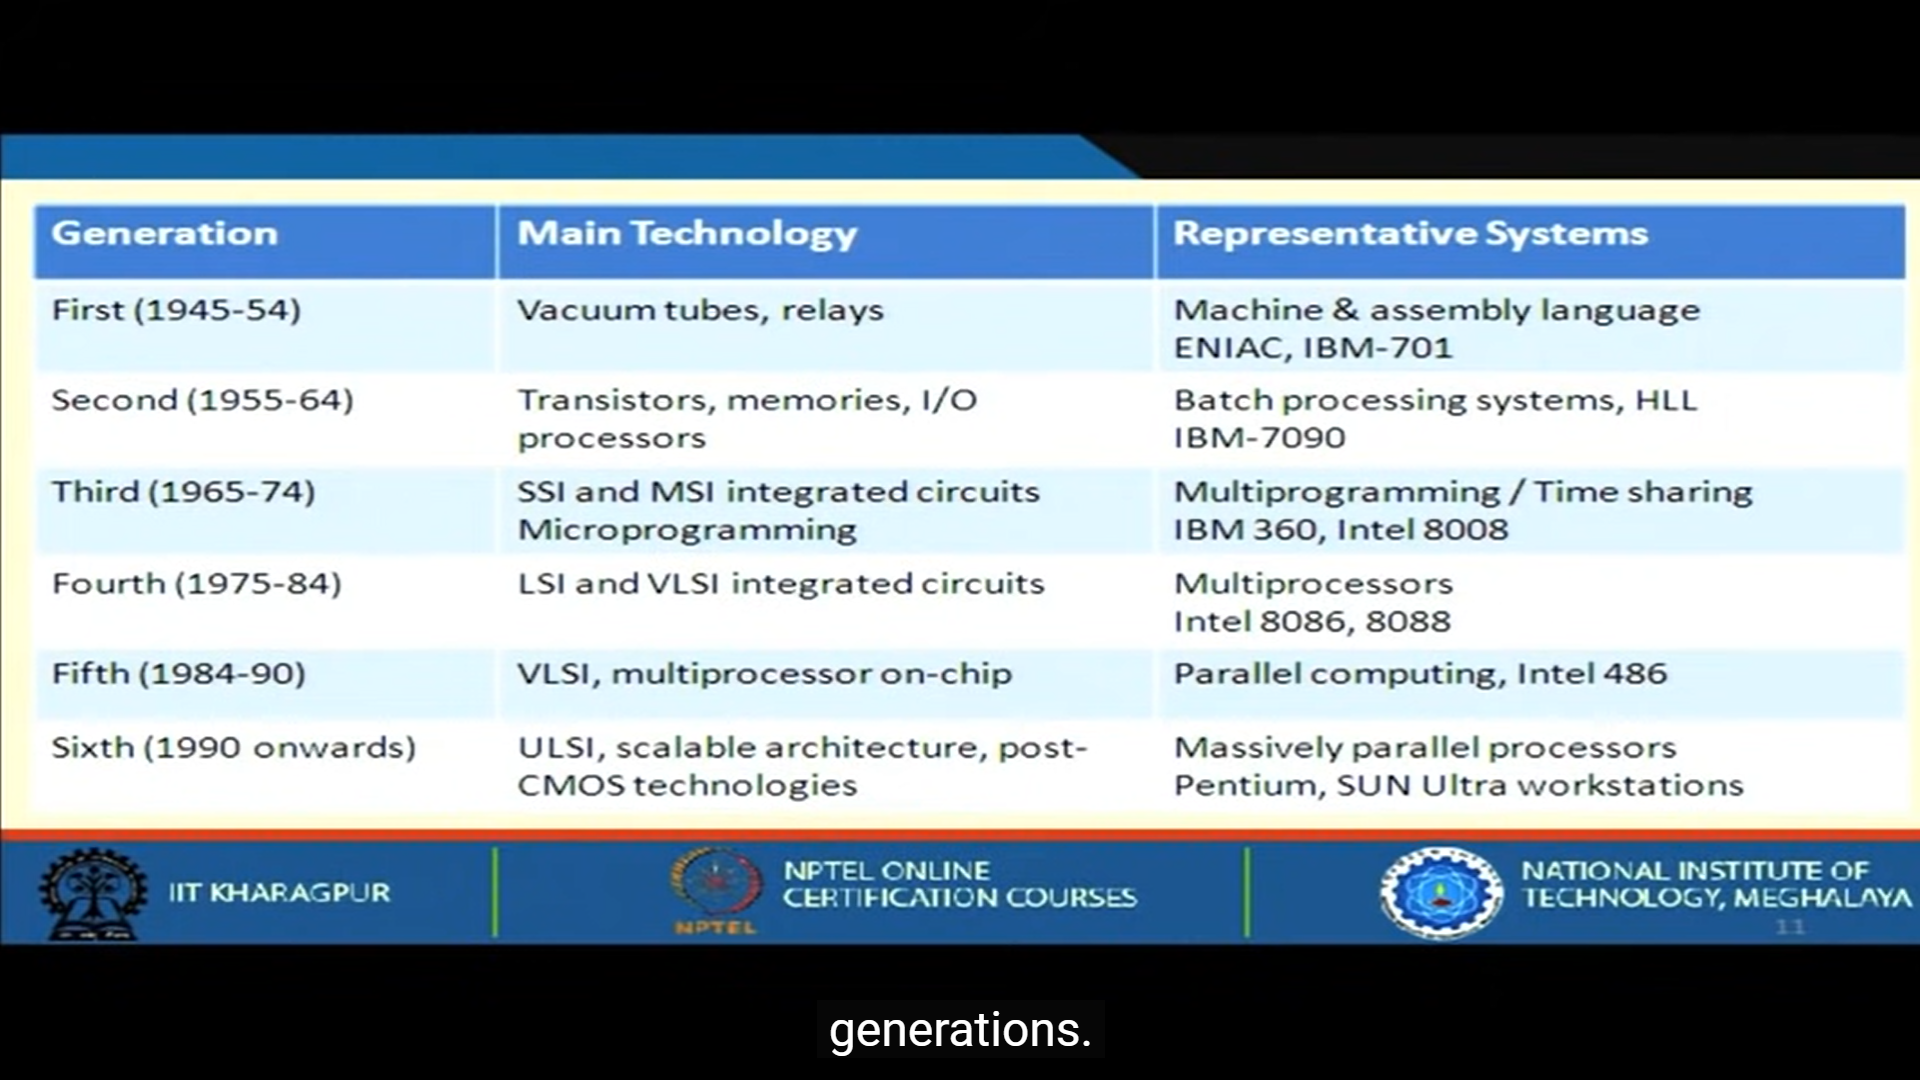 Generation Main Technology Representative Systems
First (1945-54) Vacuum tubes, relays Machine & assembly language
ENIAC, IBM-701
Second (1955-64) Transistors, memories, I/O Batch processing systems, HLL
processors IBM-7090
Third (1965-74) SSI and MSI integrated circuits Multiprogramming / Time sharing
Microprogramming IBM 360, Intel 8008
Fourth (1975-84) LSI and VLSI integrated circuits Multiprocessors
Intel 8086, 8088
Fifth (1984-90) VLSI, multiprocessor on-chip Parallel computing, Intel 486
Sixth (1990 onwards) ULSI, scalable architecture, post- Massively parallel processors
CMOS technologies Pentium, SUN Ultra workstations
IIT KHARAGPUR
NPTEL
NPTEL ONLINE
CERTIFICATION COURSES
NATIONAL INSTITUTE OF
TECHNOLOGY, MEGHALAYA
11
generations.